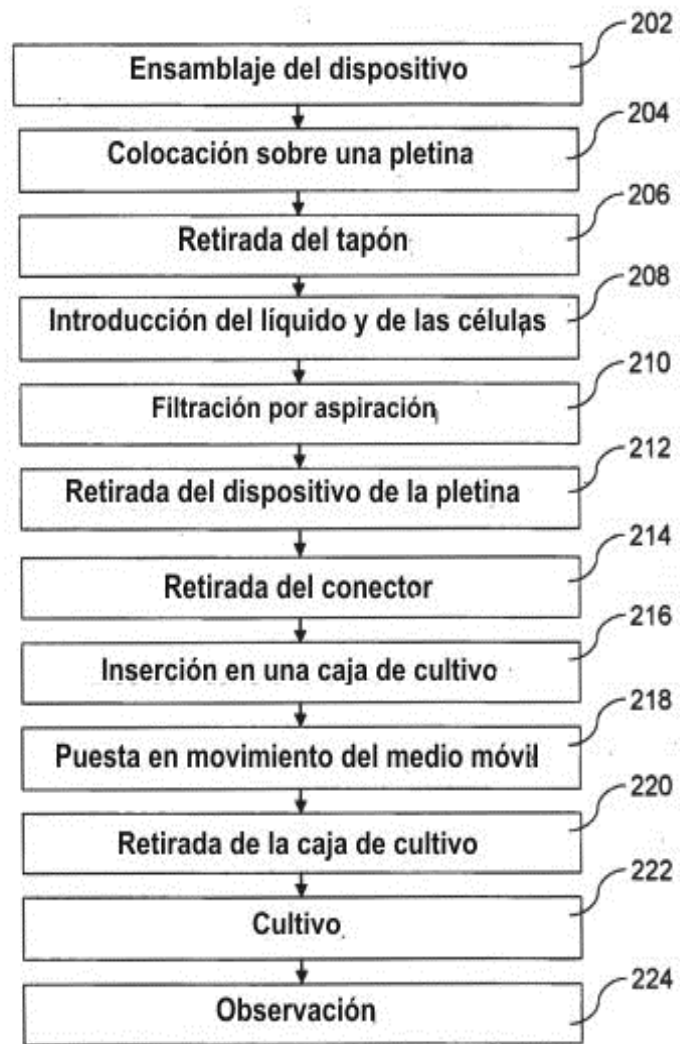 202
Ensamblaje del dispositivo
204
Colocación sobre una pletina
206
Retirada del tapón
208
Introducción del líquido y de las células
210
Filtración por aspiración
212
Retirada del dispositivo de la pletina
214
Retirada del conector
216
Inserción en una caja de cultivo
218
Puesta en movimiento del medio móvil
220
Retirada de la caja de cultivo
222
Cultivo
224
Observación